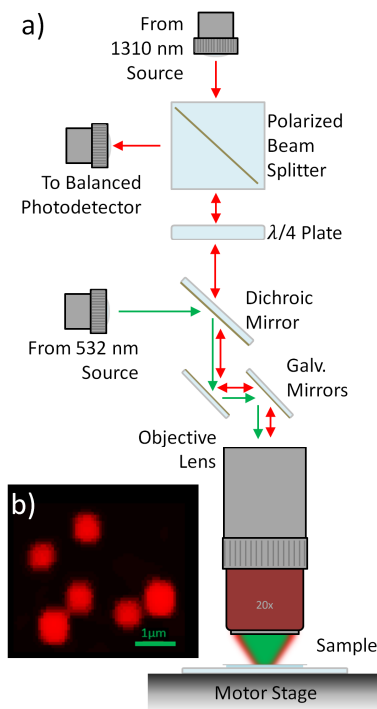 a)
From
1310 nm
Source
Polarized
Beam
Splitter
To Balanced
Photodetector
λ/4 Plate
Dichroic
Mirror
From 532 nm
Source
Galv.
Mirrors
Objective
Lens
b)
1µm
20x
Sample
Motor Stage